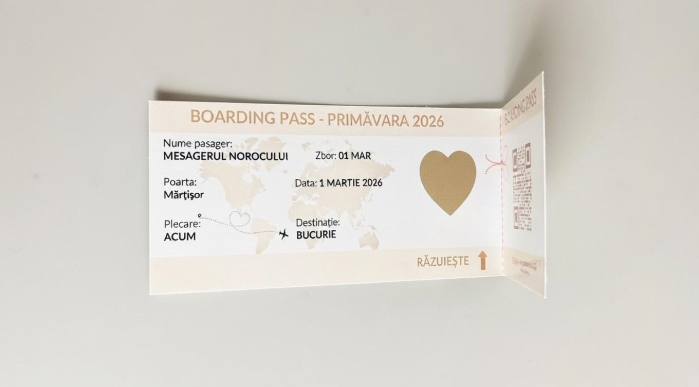 BOARDING PASS - PRIMĂVARA 2026
Nume pasager:
MESAGERUL NOROCULUI
Zbor: 01 MAR
Poarta:
Mărțișor
Data: 1 MARTIE 2026
Plecare:
ACUM
Destinație:
BUCURIE
RĂZUIEȘTE
BOARDING PASS